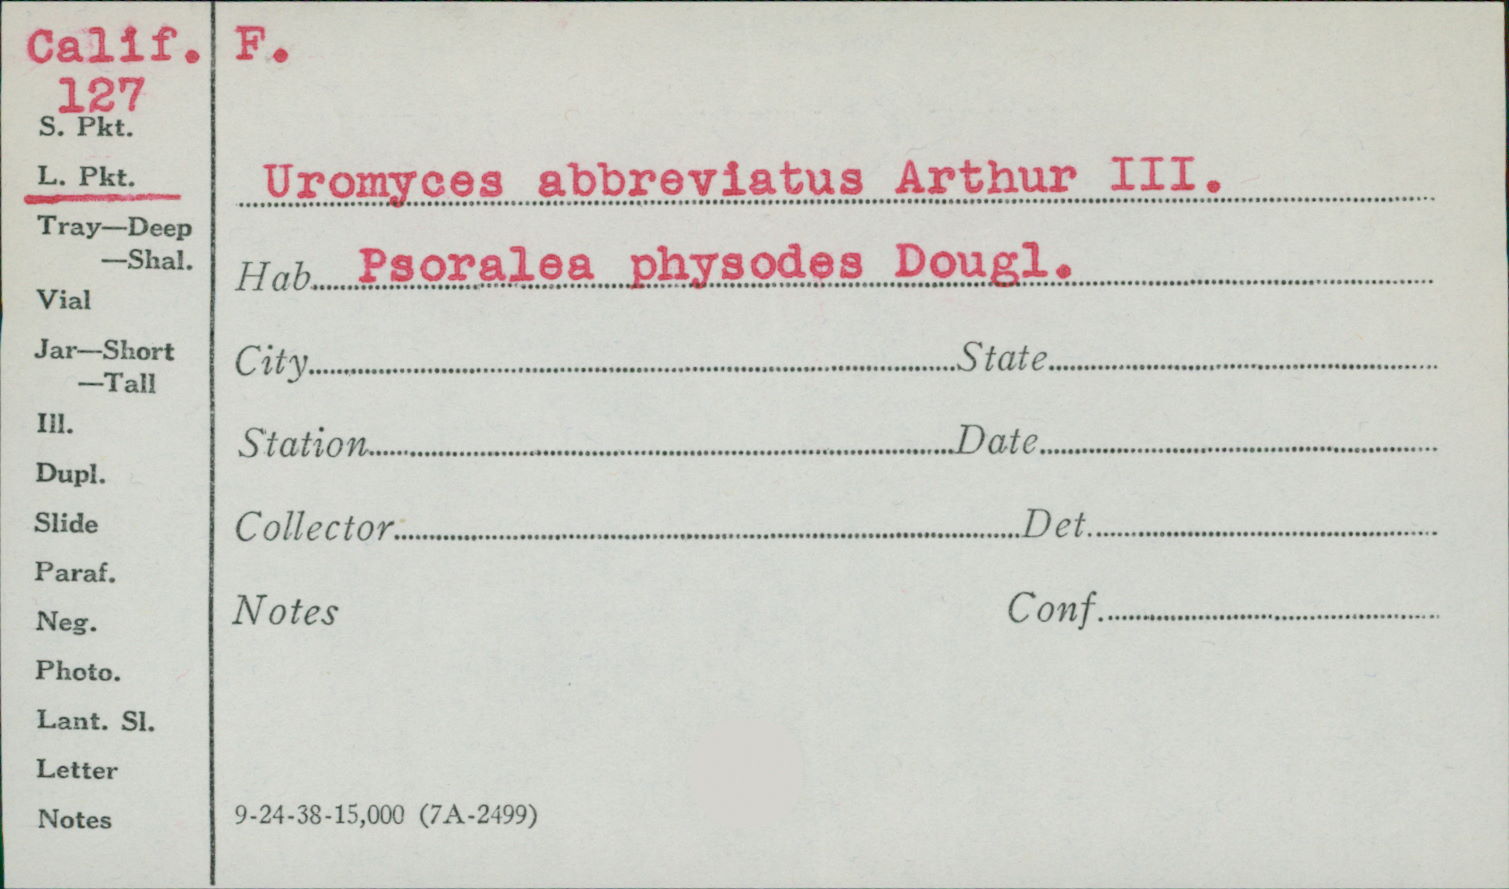 Calif.
127
S. Pkt.
L. Pkt.
Tray—Deep
—Shal.
Vial
Jar—Short
—Tall
Ill.
Dupl.
Slide
Paraf.
Neg.
Photo.
Lant. Sl.
Letter
Notes
F.
Uromyces abbreviatus Arthur III.
Hab. Psoralea physodes Dougl.
City State
Station Date
Collector Det.
Notes Conf.
9-24-38-15,000 (7A-2499)